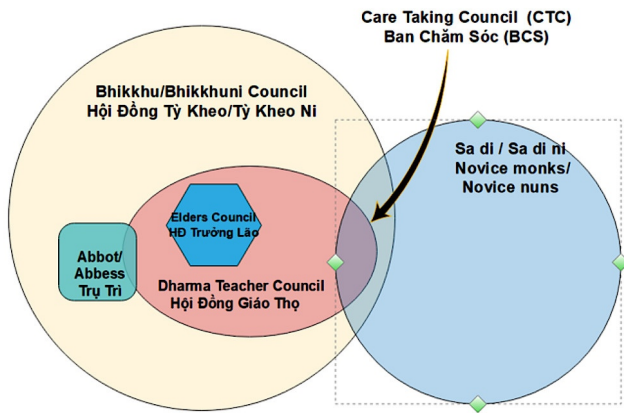 Care Taking Council (CTC)
Ban Chăm Sóc (BCS)
Bhikkhu/Bhikkhuni Council
Hội Đồng Tỳ Kheo/Tỳ Kheo Ni
Sa di / Sa di ni
Novice monks/
Novice nuns
Elders Council
HĐ Trưởng Lão
Abbot/
Abbess
Trụ Trì
Dharma Teacher Council
Hội Đồng Giáo Thọ